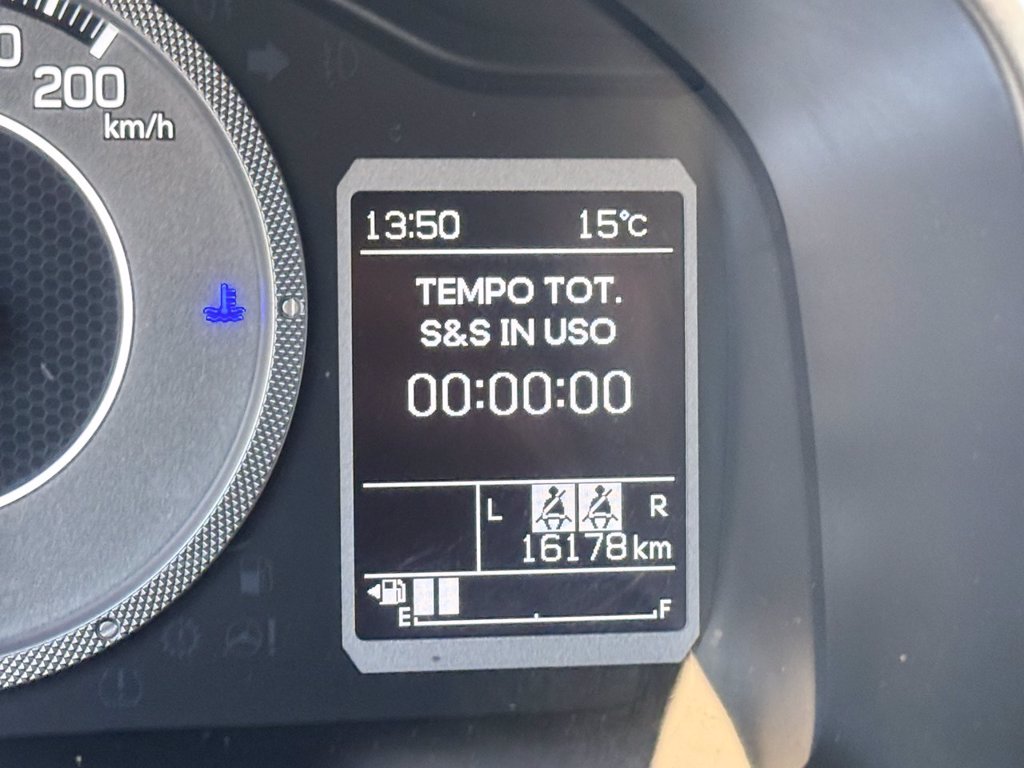 200
km/h
13:50 15°C
TEMPO TOT.
S&S IN USO
00:00:00
L R
16178km
E F